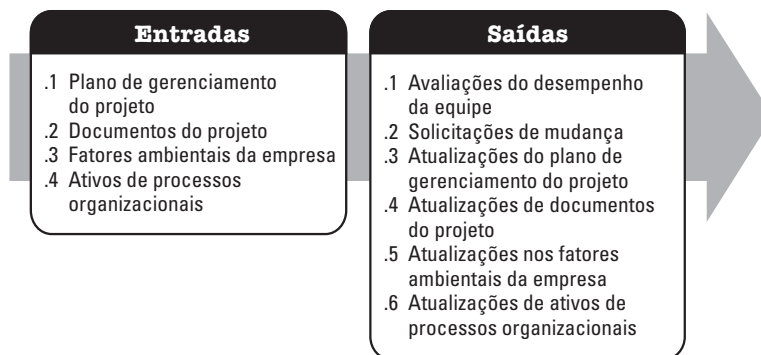 Entradas
.1 Plano de gerenciamento
do projeto
.2 Documentos do projeto
.3 Fatores ambientais da empresa
.4 Ativos de processos
organizacionais
Saídas
.1 Avaliações do desempenho
da equipe
.2 Solicitações de mudança
.3 Atualizações do plano de
gerenciamento do projeto
.4 Atualizações de documentos
do projeto
.5 Atualizações nos fatores
ambientais da empresa
.6 Atualizações de ativos de
processos organizacionais